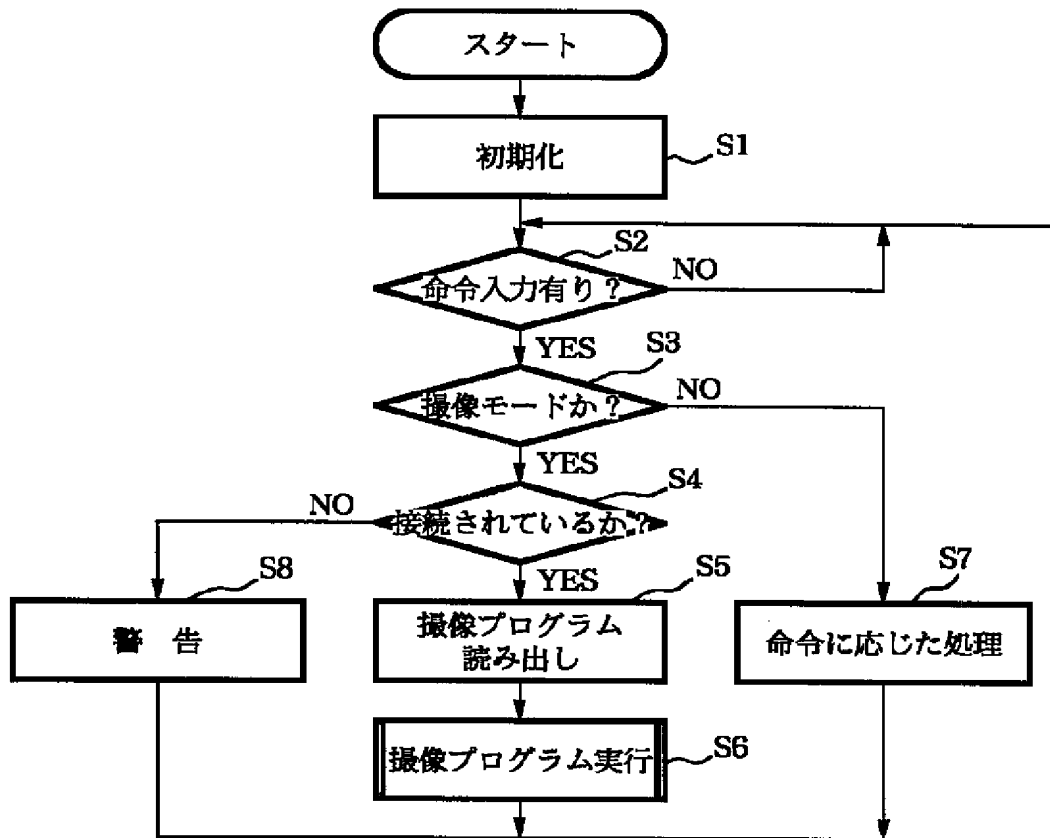 スタート
初期化
S1
S2
命令入力有り？
NO
YES
S3
撮像モードか？
NO
YES
S4
接続されているか？
NO
YES
S8
警 告
S5
撮像プログラム
読み出し
S7
命令に応じた処理
撮像プログラム実行
S6